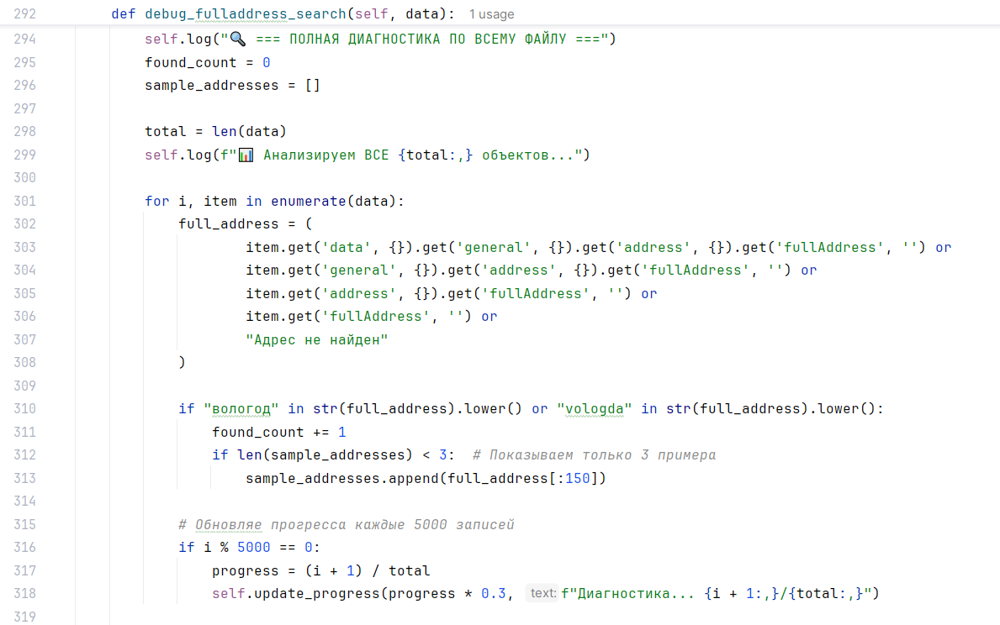 292 def debug_fulladdress_search(self, data): 1 usage
294 self.log("🔍 === ПОЛНАЯ ДИАГНОСТИКА ПО ВСЕМУ ФАЙЛУ ===")
295 found_count = 0
296 sample_addresses = []
297
298 total = len(data)
299 self.log(f"📊 Анализируем ВСЕ {total:,} объектов...")
300
301 for i, item in enumerate(data):
302 full_address = (
303 item.get('data', {}).get('general', {}).get('address', {}).get('fullAddress', '') or
304 item.get('general', {}).get('address', {}).get('fullAddress', '') or
305 item.get('address', {}).get('fullAddress', '') or
306 item.get('fullAddress', '') or
307 "Адрес не найден"
308 )
309
310 if "вологод" in str(full_address).lower() or "vologda" in str(full_address).lower():
311 found_count += 1
312 if len(sample_addresses) < 3: # Показываем только 3 примера
313 sample_addresses.append(full_address[:150])
314
315 # Обновляе прогресса каждые 5000 записей
316 if i % 5000 == 0:
317 progress = (i + 1) / total
318 self.update_progress(progress * 0.3, text: f"Диагностика... {i + 1:,}/{total:,}")
319